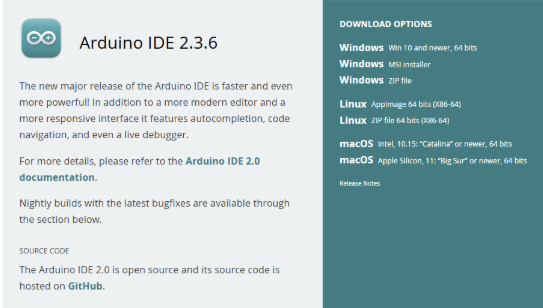 Arduino IDE 2.3.6
The new major release of the Arduino IDE is faster and even
more powerful! In addition to a more modern editor and a
more responsive interface it features autocompletion, code
navigation, and even a live debugger.
For more details, please refer to the Arduino IDE 2.0
documentation.
Nightly builds with the latest bugfixes are available through
the section below.
SOURCE CODE
The Arduino IDE 2.0 is open source and its source code is
hosted on GitHub.
DOWNLOAD OPTIONS
Windows Win 10 and newer, 64 bits
Windows MSI installer
Windows ZIP file
Linux AppImage 64 bits (X86-64)
Linux ZIP file 64 bits (X86-64)
macOS Intel, 10.15: “Catalina” or newer, 64 bits
macOS Apple Silicon, 11: “Big Sur” or newer, 64 bits
Release Notes